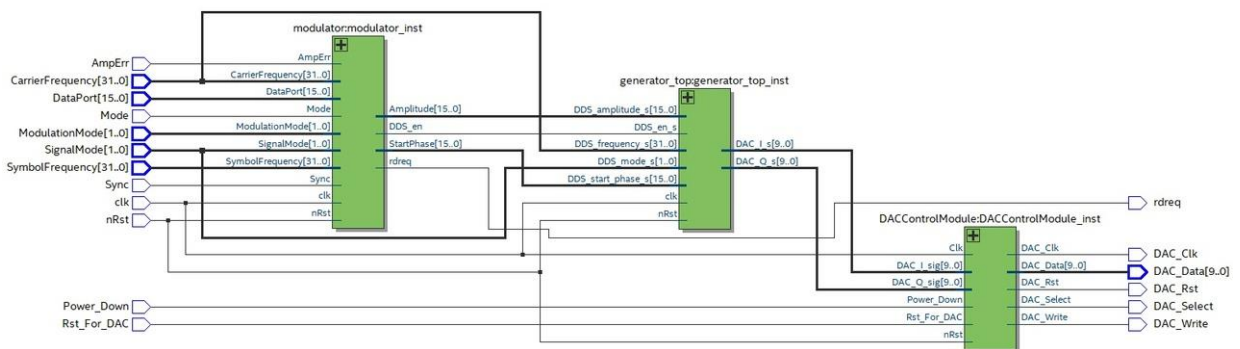 modulator:modulator_inst
AmpErr
CarrierFrequency[31..0]
DataPort[15..0]
Mode
ModulationMode[1..0]
SignalMode[1..0]
SymbolFrequency[31..0]
Sync
clk
nRst
Power_Down
Rst_For_DAC
AmpErr
CarrierFrequency[31..0]
DataPort[15..0]
Mode
ModulationMode[1..0]
SignalMode[1..0]
SymbolFrequency[31..0]
Sync
clk
nRst
Amplitude[15..0]
DDS_en
StartPhase[15..0]
rdreq
generator_top:generator_top_inst
DDS_amplitude_s[15..0]
DDS_en_s
DDS_frequency_s[31..0]
DDS_mode_s[1..0]
DDS_start_phase_s[15..0]
clk
nRst
DAC_I_s[9..0]
DAC_Q_s[9..0]
DACControlModule:DACControlModule_inst
Clk
DAC_I_sig[9..0]
DAC_Q_sig[9..0]
Power_Down
Rst_For_DAC
nRst
DAC_Clk
DAC_Data[9..0]
DAC_Rst
DAC_Select
DAC_Write
rdreq
DAC_Clk
DAC_Data[9..0]
DAC_Rst
DAC_Select
DAC_Write